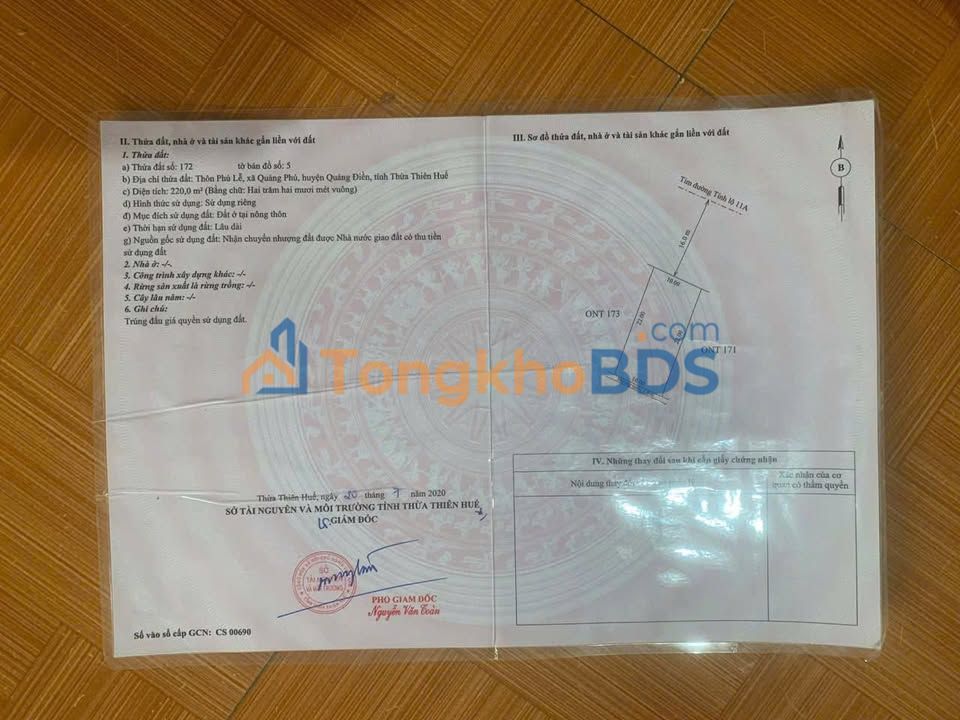 II. Thửa đất, nhà ở và tài sản khác gắn liền với đất
1. Thửa đất:
a) Thửa đất số: 172 tờ bản đồ số: 5
b) Địa chỉ thửa đất: Thôn Phú Lễ, xã Quảng Phú, huyện Quảng Điền, tỉnh Thừa Thiên Huế
c) Diện tích: 220,0 m² (Bằng chữ: Hai trăm hai mươi mét vuông)
d) Hình thức sử dụng: Sử dụng riêng
đ) Mục đích sử dụng đất: Đất ở tại nông thôn
e) Thời hạn sử dụng đất: Lâu dài
g) Nguồn gốc sử dụng đất: Nhận chuyển nhượng đất được Nhà nước giao đất có thu tiền
sử dụng đất
2. Nhà ở: -/-
3. Công trình xây dựng khác: -/-
4. Rừng sản xuất là rừng trồng: -/-
5. Cây lâu năm: -/-
6. Ghi chú:
Trúng đấu giá quyền sử dụng đất.
Thừa Thiên Huế, ngày 20 tháng 7 năm 2020
SỞ TÀI NGUYÊN VÀ MÔI TRƯỜNG TỈNH THỪA THIÊN HUẾ
GIÁM ĐỐC
SỞ
PHÓ GIÁM ĐỐC
Nguyễn Văn Toàn
Số vào sổ cấp GCN: CS 00690
III. Sơ đồ thửa đất, nhà ở và tài sản khác gắn liền với đất
B
Tim đường Tỉnh lộ 11A
16.0 m
10.00
ONT 173
22.00
ONT 171
TongkhoBDS.com
IV. Những thay đổi sau khi cấp giấy chứng nhận
Nội dung thay
Xác nhận của cơ
quan có thẩm quyền